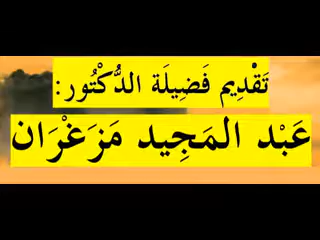 تَقْدِيم فَضِيلَة الدُّكْتُور:
عَبْد المَجِيد مَزَغْرَان